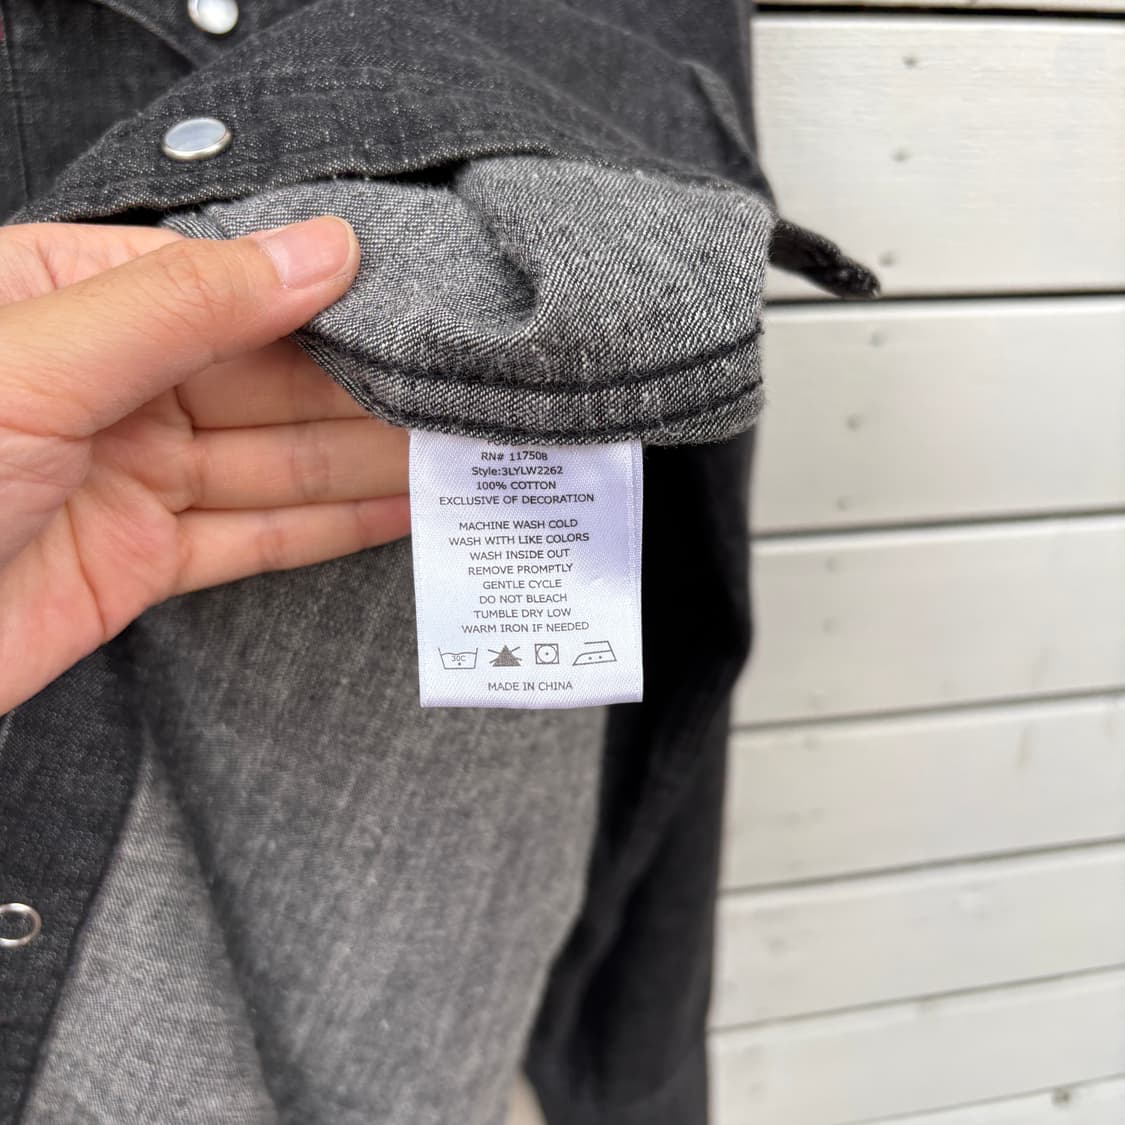 RN# 117508
Style:3LYLW2262
100% COTTON
EXCLUSIVE OF DECORATION
MACHINE WASH COLD
WASH WITH LIKE COLORS
WASH INSIDE OUT
REMOVE PROMPTLY
GENTLE CYCLE
DO NOT BLEACH
TUMBLE DRY LOW
WARM IRON IF NEEDED
30C
MADE IN CHINA